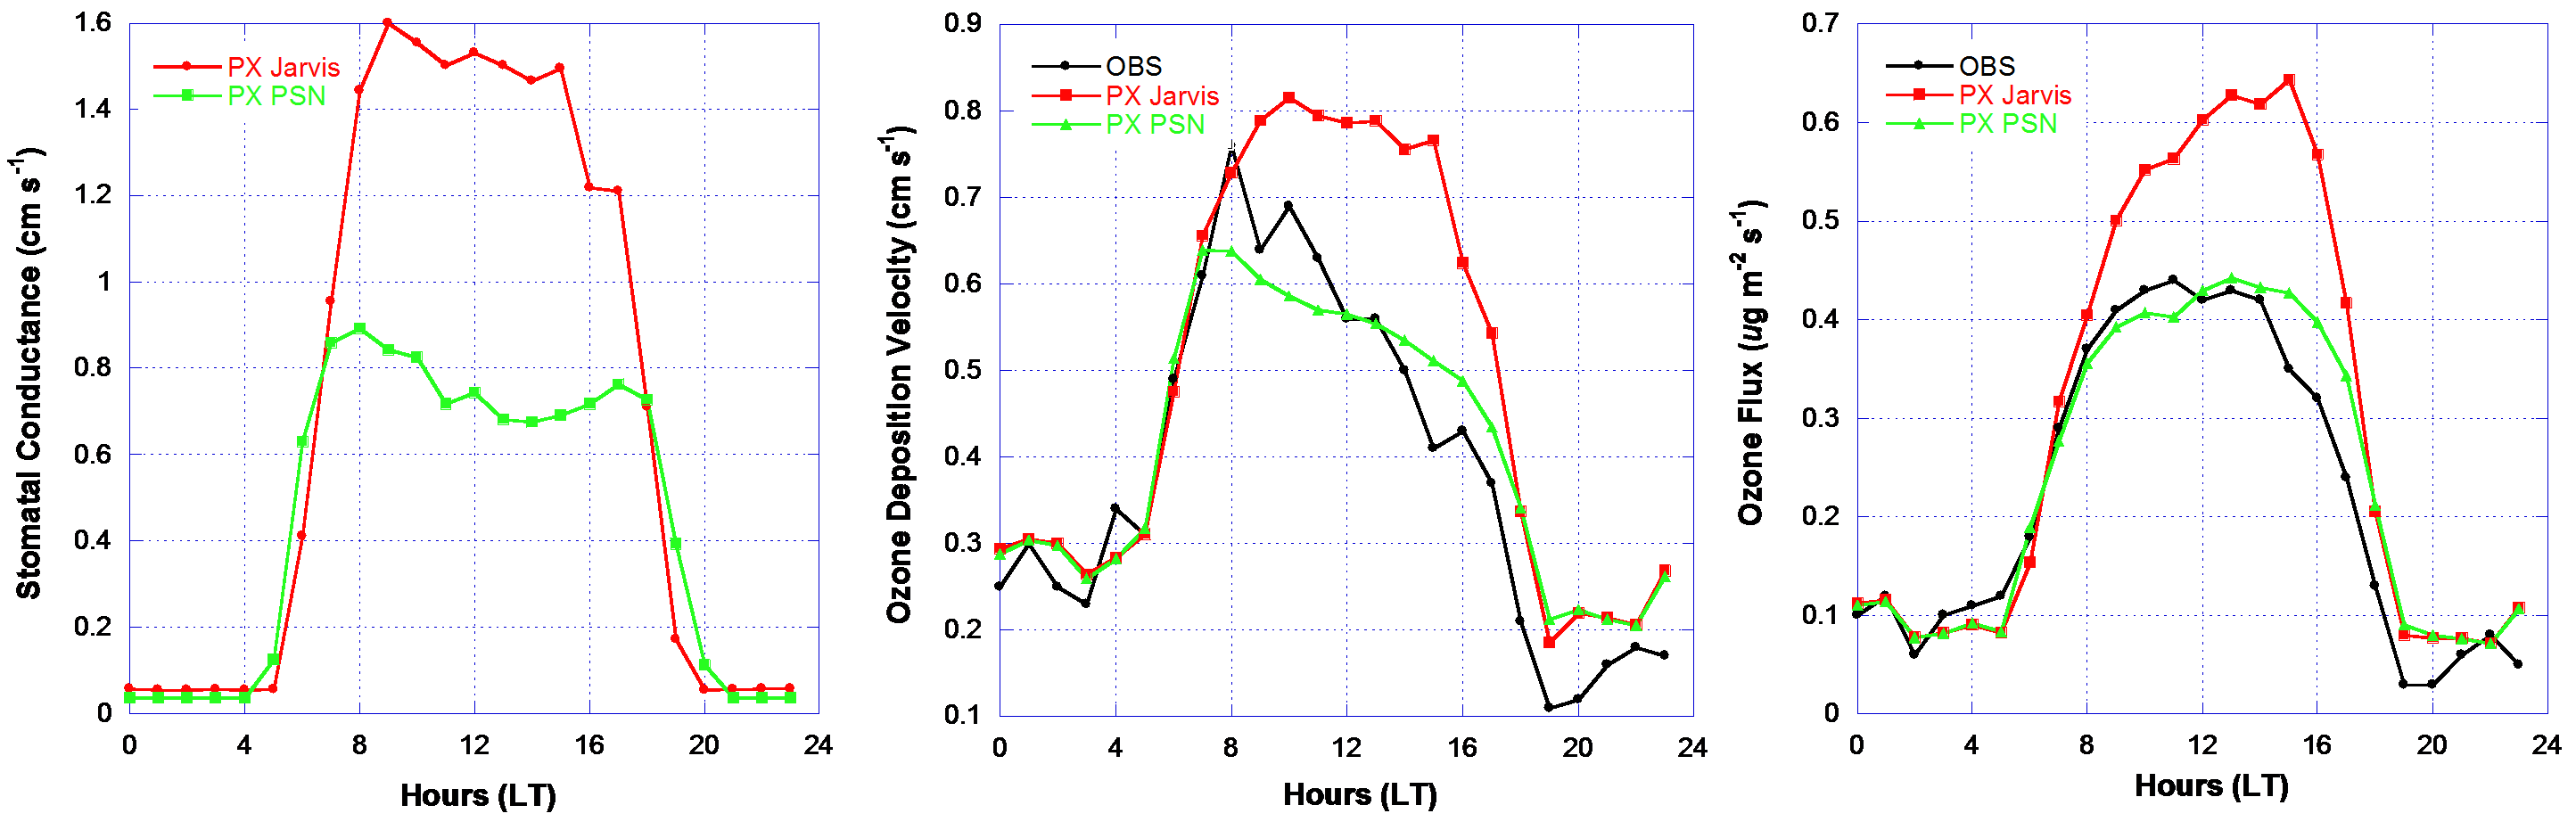 Stomatal Conductance (cm s-1)
1.6
1.4
1.2
1
0.8
0.6
0.4
0.2
0
PX Jarvis
PX PSN
0 4 8 12 16 20 24
Hours (LT)
Ozone Deposition Velocity (cm s-1)
0.9
0.8
0.7
0.6
0.5
0.4
0.3
0.2
0.1
OBS
PX Jarvis
PX PSN
0 4 8 12 16 20 24
Hours (LT)
Ozone Flux (ug m-2 s-1)
0.7
0.6
0.5
0.4
0.3
0.2
0.1
0
OBS
PX Jarvis
PX PSN
0 4 8 12 16 20 24
Hours (LT)